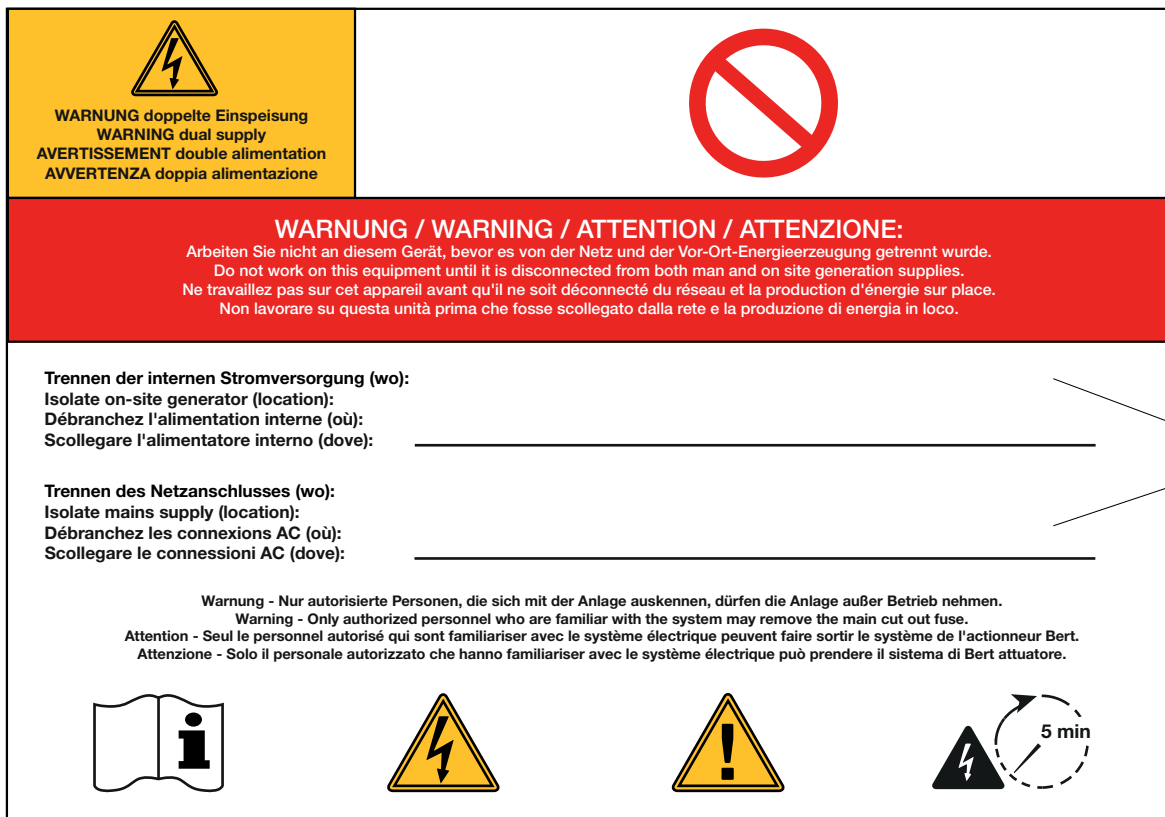 WARNUNG doppelte Einspeisung
WARNING dual supply
AVERTISSEMENT double alimentation
AVVERTENZA doppia alimentazione
WARNUNG / WARNING / ATTENTION / ATTENZIONE:
Arbeiten Sie nicht an diesem Gerät, bevor es von der Netz und der Vor-Ort-Energieerzeugung getrennt wurde.
Do not work on this equipment until it is disconnected from both man and on site generation supplies.
Ne travaillez pas sur cet appareil avant qu'il ne soit déconnecté du réseau et la production d'énergie sur place.
Non lavorare su questa unità prima che fosse scollegato dalla rete e la produzione di energia in loco.
Trennen der internen Stromversorgung (wo):
Isolate on-site generator (location):
Débranchez l'alimentation interne (où):
Scollegare l'alimentatore interno (dove):
Trennen des Netzanschlusses (wo):
Isolate mains supply (location):
Débranchez les connexions AC (où):
Scollegare le connessioni AC (dove):
Warnung - Nur autorisierte Personen, die sich mit der Anlage auskennen, dürfen die Anlage außer Betrieb nehmen.
Warning - Only authorized personnel who are familiar with the system may remove the main cut out fuse.
Attention - Seul le personnel autorisé qui sont familiariser avec le système électrique peuvent faire sortir le système de l'actionneur Bert.
Attenzione - Solo il personale autorizzato che hanno familiariser avec le système électrique può prendere il sistema di Bert attuatore.
5 min